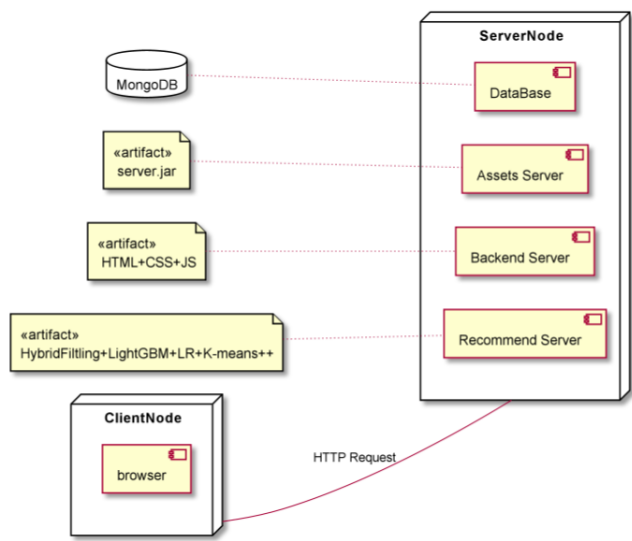 ServerNode
MongoDB
DataBase
«artifact»
server.jar
Assets Server
«artifact»
HTML+CSS+JS
Backend Server
«artifact»
HybridFiltling+LightGBM+LR+K-means++
Recommend Server
ClientNode
browser
HTTP Request